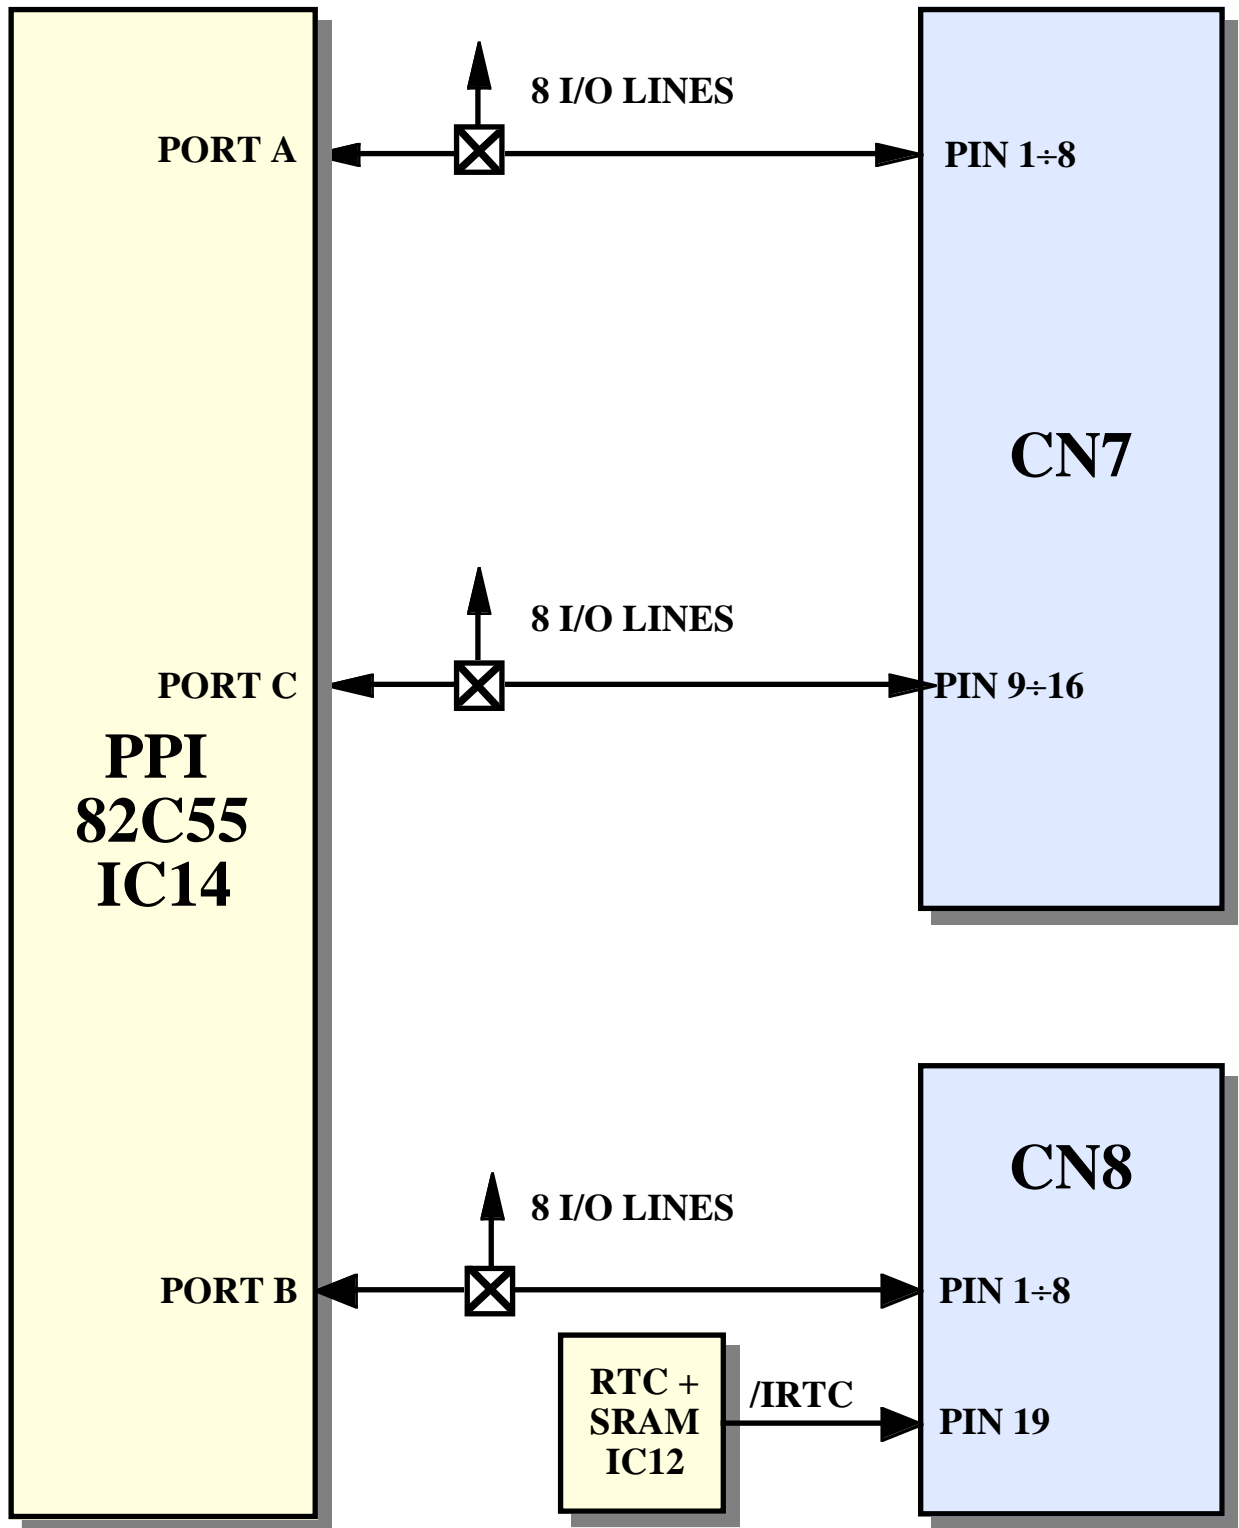 8 I/O LINES
PORT A
PIN 1÷8
CN7
8 I/O LINES
PORT C
PIN 9÷16
PPI
82C55
IC14
CN8
8 I/O LINES
PORT B
PIN 1÷8
RTC +
SRAM
IC12
/IRTC
PIN 19